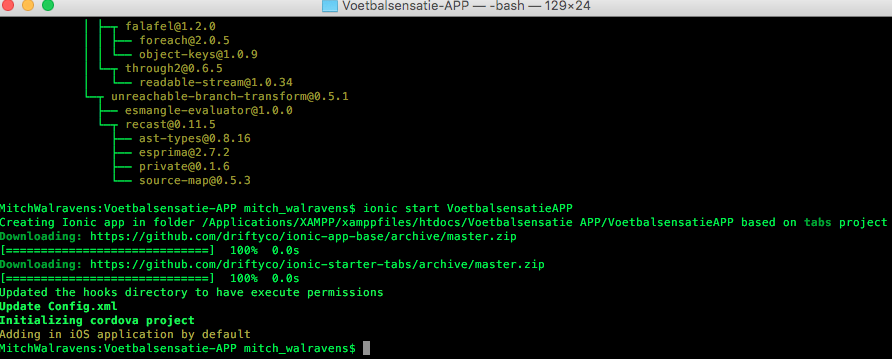 Voetbalsensatie-APP — -bash — 129×24
│ ├─┬ falafel@1.2.0
│ │ ├── foreach@2.0.5
│ │ └── object-keys@1.0.9
│ └─┬ through2@0.6.5
│   └── readable-stream@1.0.34
└─┬ unreachable-branch-transform@0.5.1
  ├── esmangle-evaluator@1.0.0
  └─┬ recast@0.11.5
    ├── ast-types@0.8.16
    ├── esprima@2.7.2
    ├── private@0.1.6
    └── source-map@0.5.3
MitchWalravens:Voetbalsensatie-APP mitch_walravens$ ionic start VoetbalsensatieAPP
Creating Ionic app in folder /Applications/XAMPP/xamppfiles/htdocs/Voetbalsensatie APP/VoetbalsensatieAPP based on tabs project
Downloading: https://github.com/driftyco/ionic-app-base/archive/master.zip
[=============================]  100%  0.0s
Downloading: https://github.com/driftyco/ionic-starter-tabs/archive/master.zip
[=============================]  100%  0.0s
Updated the hooks directory to have execute permissions
Update Config.xml
Initializing cordova project
Adding in iOS application by default
MitchWalravens:Voetbalsensatie-APP mitch_walravens$